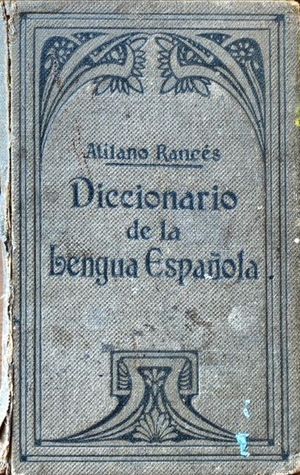 Atilano Rancés
Diccionario
de la
Lengua Española